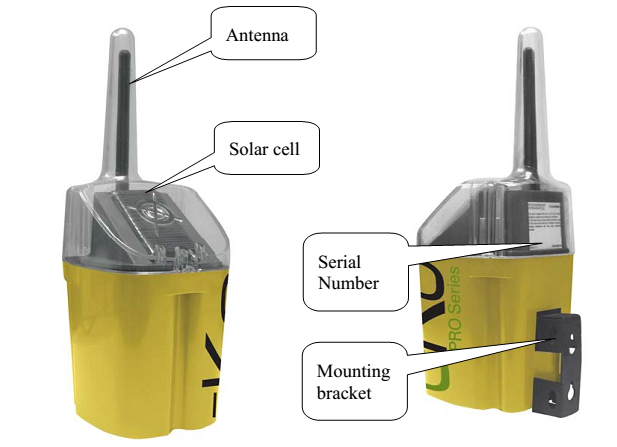 Antenna
Solar cell
Serial
Number
Mounting
bracket
PRO Series